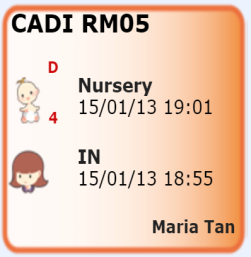 CADI RM05
D
Nursery
15/01/13 19:01
4
IN
15/01/13 18:55
Maria Tan